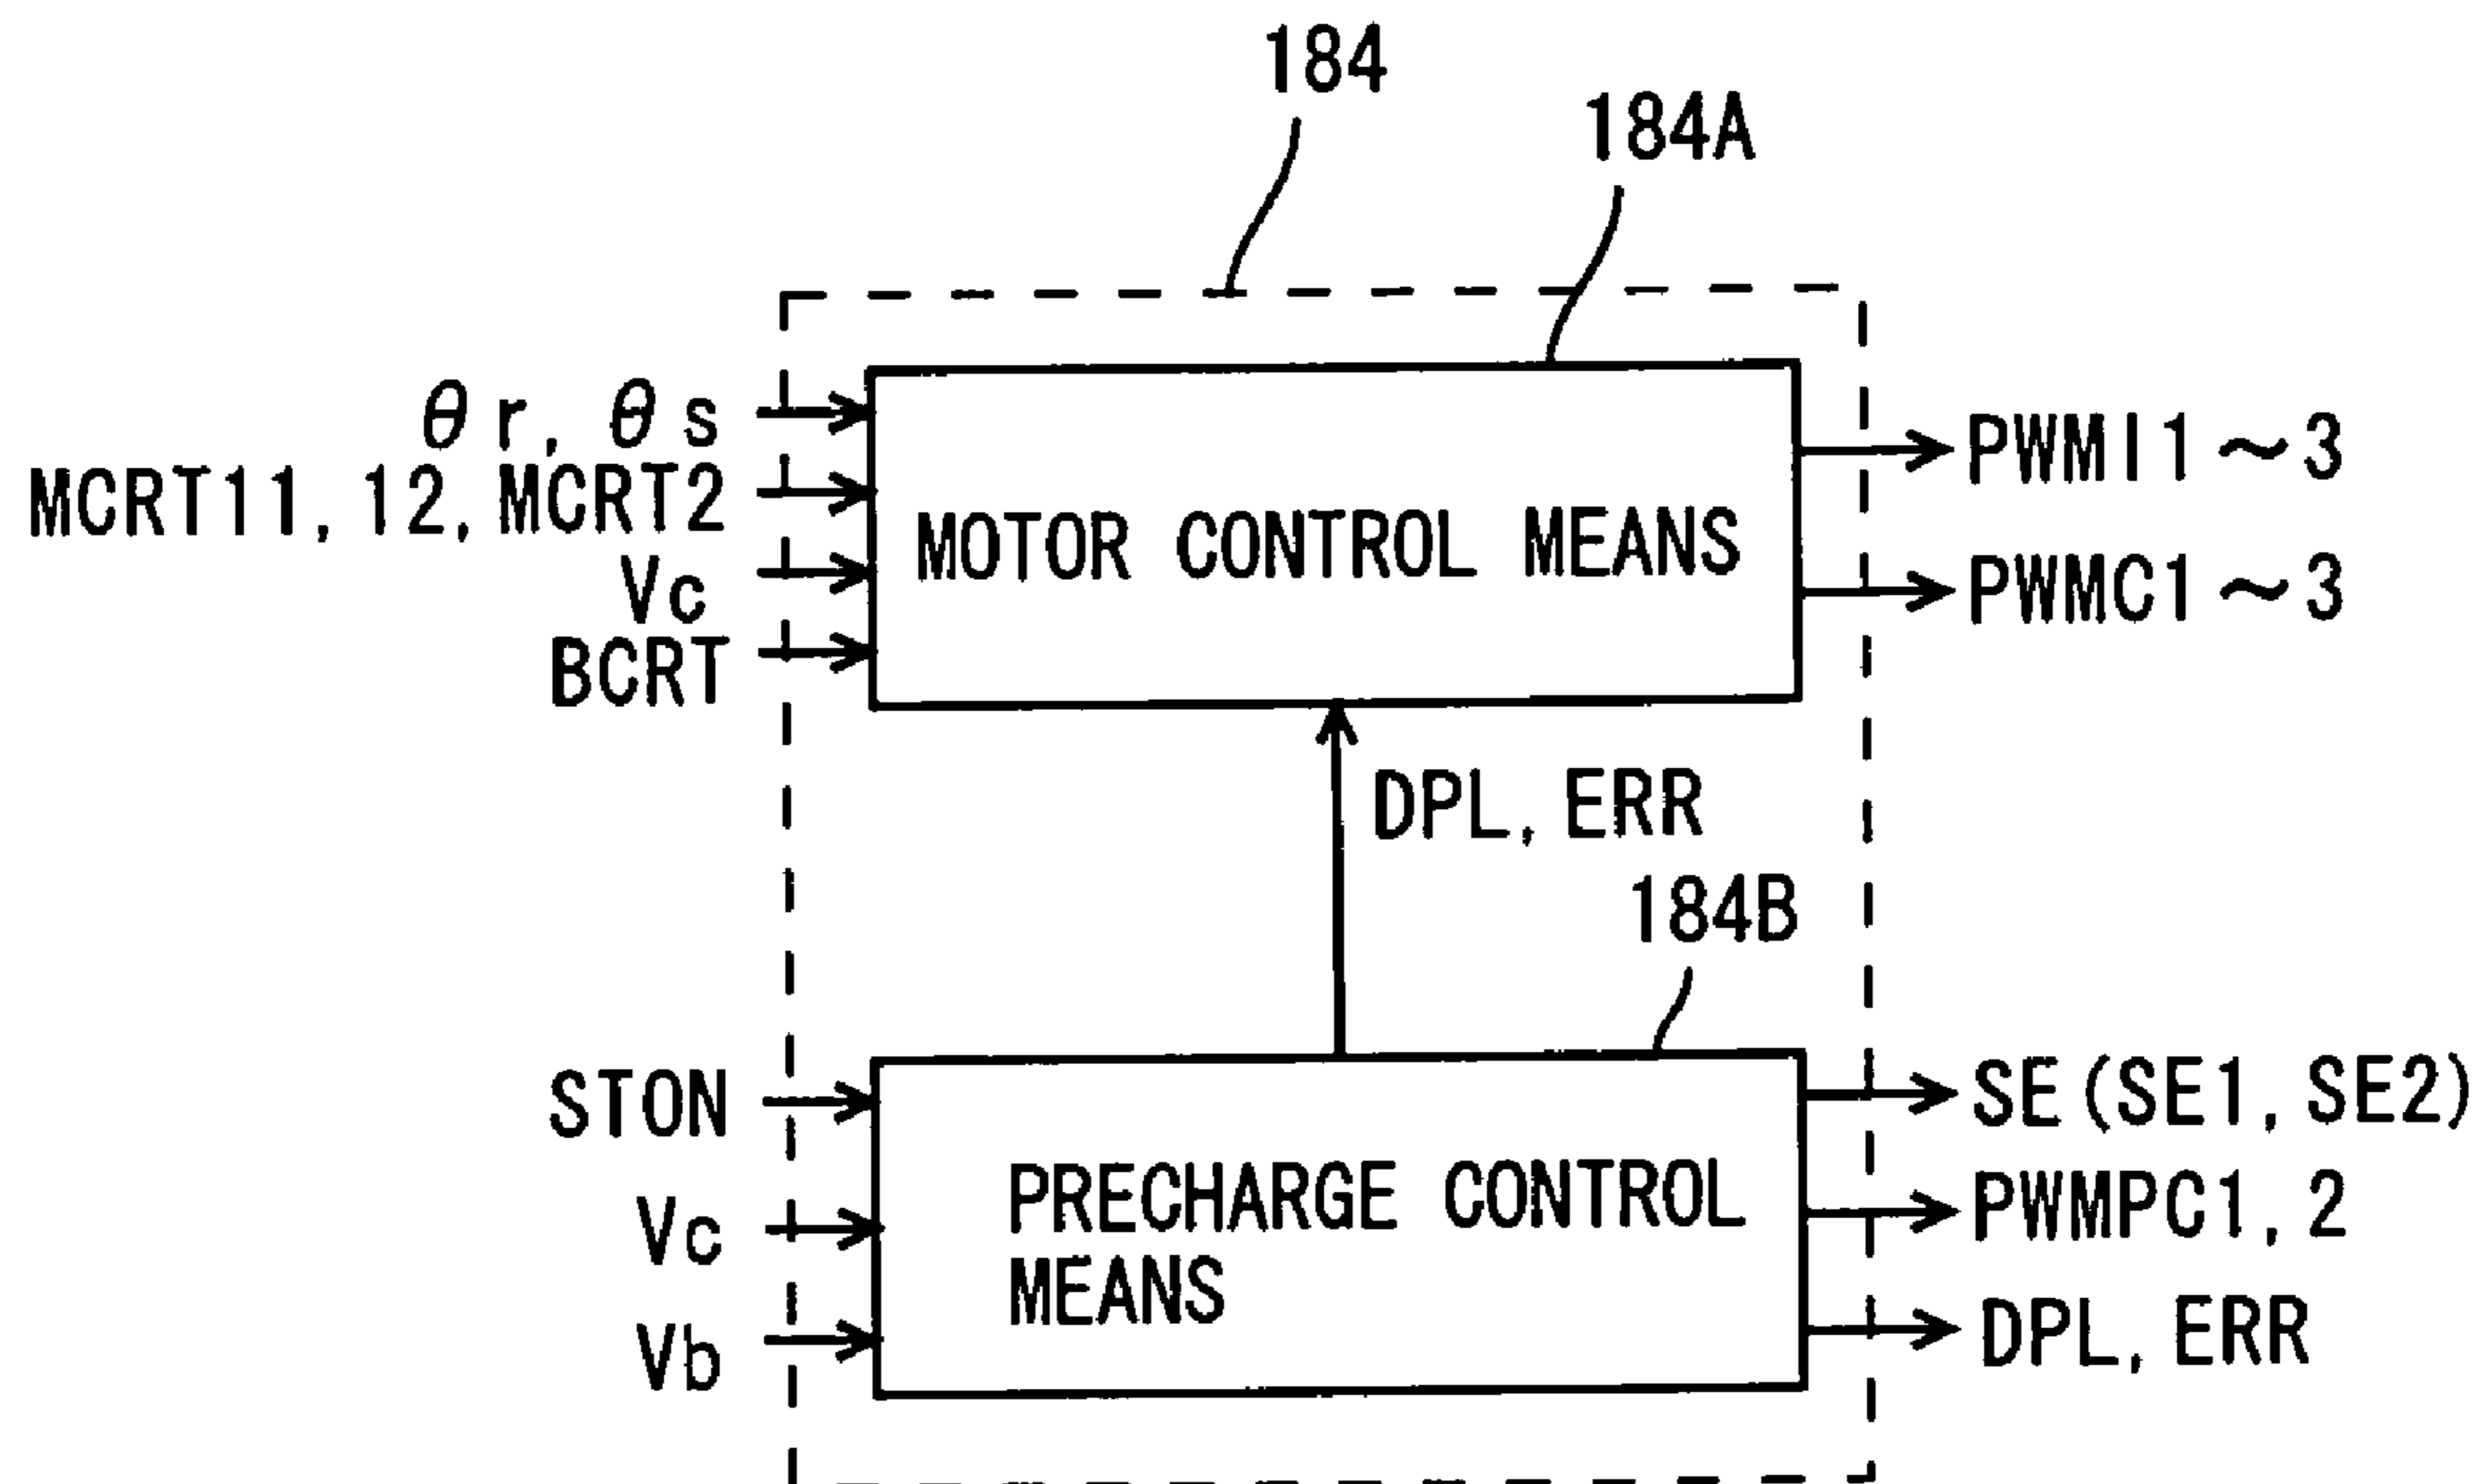 184
184A
θr, θs
MCRT11, 12, MCRT2
Vc
BCRT
MOTOR CONTROL MEANS
PWMI1~3
PWMC1~3
DPL, ERR
184B
STON
Vc
Vb
PRECHARGE CONTROL
MEANS
SE(SE1, SE2)
PWMPC1, 2
DPL, ERR